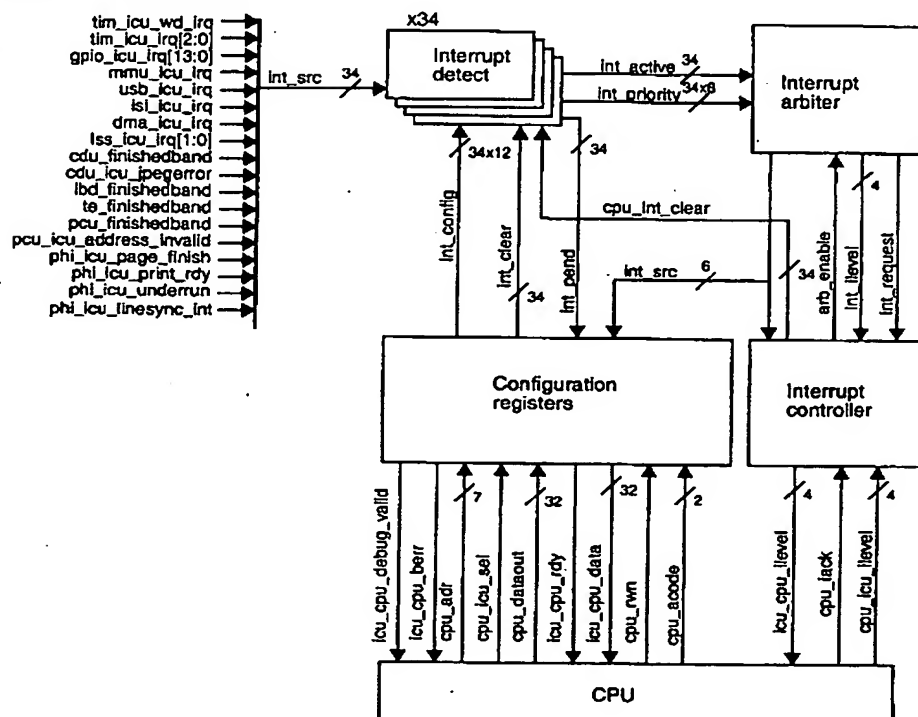 tim_icu_wd_irq
tim_icu_irq[2:0]
gpio_icu_irq[13:0]
mmu_icu_irq
usb_icu_irq
isi_icu_irq
dma_icu_irq
lss_icu_irq[1:0]
cdu_finishedband
cdu_icu_jpegerror
lbd_finishedband
te_finishedband
pcu_finishedband
pcu_icu_address_invalid
phi_icu_page_finish
phi_icu_print_rdy
phi_icu_underrun
phi_icu_linesync_int
int_src
34
x34
Interrupt
detect
int_active
34
int_priority
34x8
Interrupt
arbiter
34x12
34
Int_config
int_clear
34
int_pend
cpu_int_clear
int_src
6
34
arb_enable
4
int_ilevel
int_request
Configuration
registers
Interrupt
controller
icu_cpu_debug_valid
icu_cpu_berr
cpu_adr
7
cpu_icu_sel
cpu_dataout
32
icu_cpu_rdy
icu_cpu_data
32
cpu_rwn
cpu_acode
2
icu_cpu_ilevel
4
cpu_iack
cpu_icu_ilevel
4
CPU